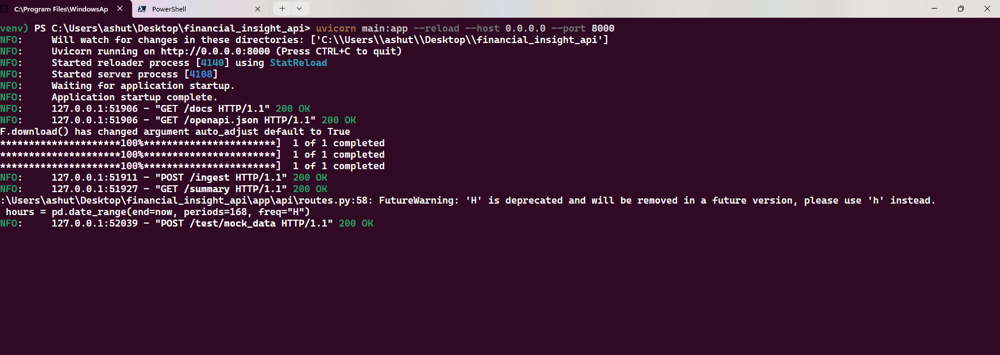 C:\Program Files\WindowsAp
PowerShell
venv) PS C:\Users\ashut\Desktop\financial_insight_api> uvicorn main:app --reload --host 0.0.0.0 --port 8000
NFO:     Will watch for changes in these directories: ['C:\\Users\\ashut\\Desktop\\financial_insight_api']
NFO:     Uvicorn running on http://0.0.0.0:8000 (Press CTRL+C to quit)
NFO:     Started reloader process [4140] using StatReload
NFO:     Started server process [4108]
NFO:     Waiting for application startup.
NFO:     Application startup complete.
NFO:     127.0.0.1:51906 - "GET /docs HTTP/1.1" 200 OK
NFO:     127.0.0.1:51906 - "GET /openapi.json HTTP/1.1" 200 OK
F.download() has changed argument auto_adjust default to True
*********************100%***********************]  1 of 1 completed
*********************100%***********************]  1 of 1 completed
*********************100%***********************]  1 of 1 completed
NFO:     127.0.0.1:51911 - "POST /ingest HTTP/1.1" 200 OK
NFO:     127.0.0.1:51927 - "GET /summary HTTP/1.1" 200 OK
:\Users\ashut\Desktop\financial_insight_api\app\api\routes.py:58: FutureWarning: 'H' is deprecated and will be removed in a future version, please use 'h' instead.
 hours = pd.date_range(end=now, periods=168, freq="H")
NFO:     127.0.0.1:52039 - "POST /test/mock_data HTTP/1.1" 200 OK